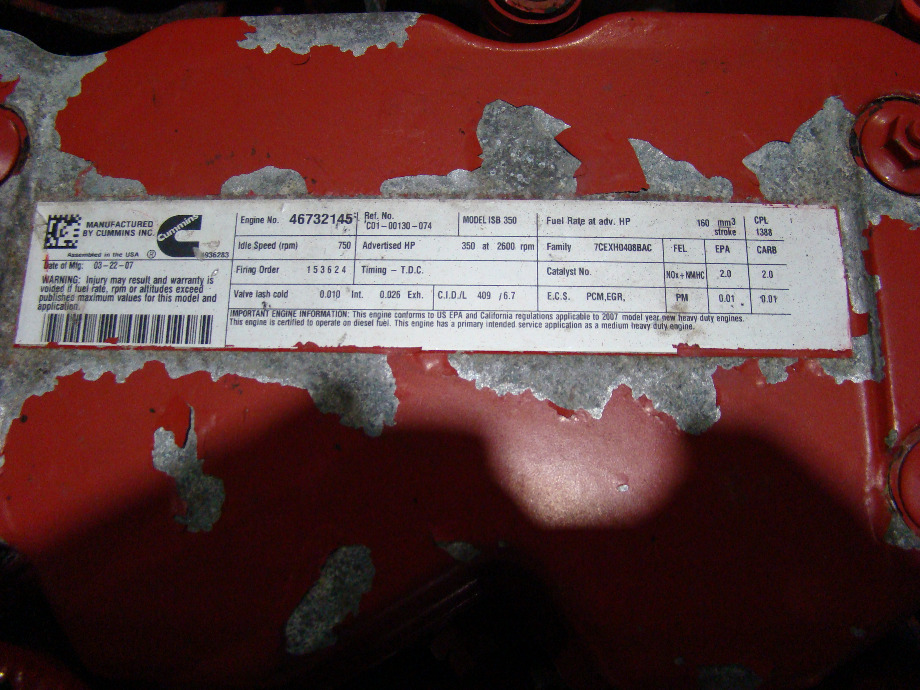 MANUFACTURED
BY CUMMINS INC.
Cummins
Assembled in the USA ®
Date of Mfg. 03-22-07
WARNING: Injury may result and warranty is
voided if fuel rate, rpm or altitudes exceed
published maximum values for this model and
application.
Engine No. 46732145 Ref. No.
C01-00130-074 MODEL ISB 350 Fuel Rate at adv. HP 160 mm3
stroke CPL
1388
Idle Speed (rpm) 750 Advertised HP 350 at 2600 rpm Family 7CEXH0408BAC FEL EPA CARB
Firing Order 1 5 3 6 2 4 Timing - T.D.C. Catalyst No. NOx+NMHC 2.0 2.0
Valve lash cold 0.010 Int. 0.026 Exh. C.I.D./L 409 /6.7 E.C.S. PCM,EGR, PM 0.01 0.01
IMPORTANT ENGINE INFORMATION: This engine conforms to US EPA and California regulations applicable to 2007 model year new heavy duty engines.
This engine is certified to operate on diesel fuel. This engine has a primary intended service application as a medium heavy duty engine.